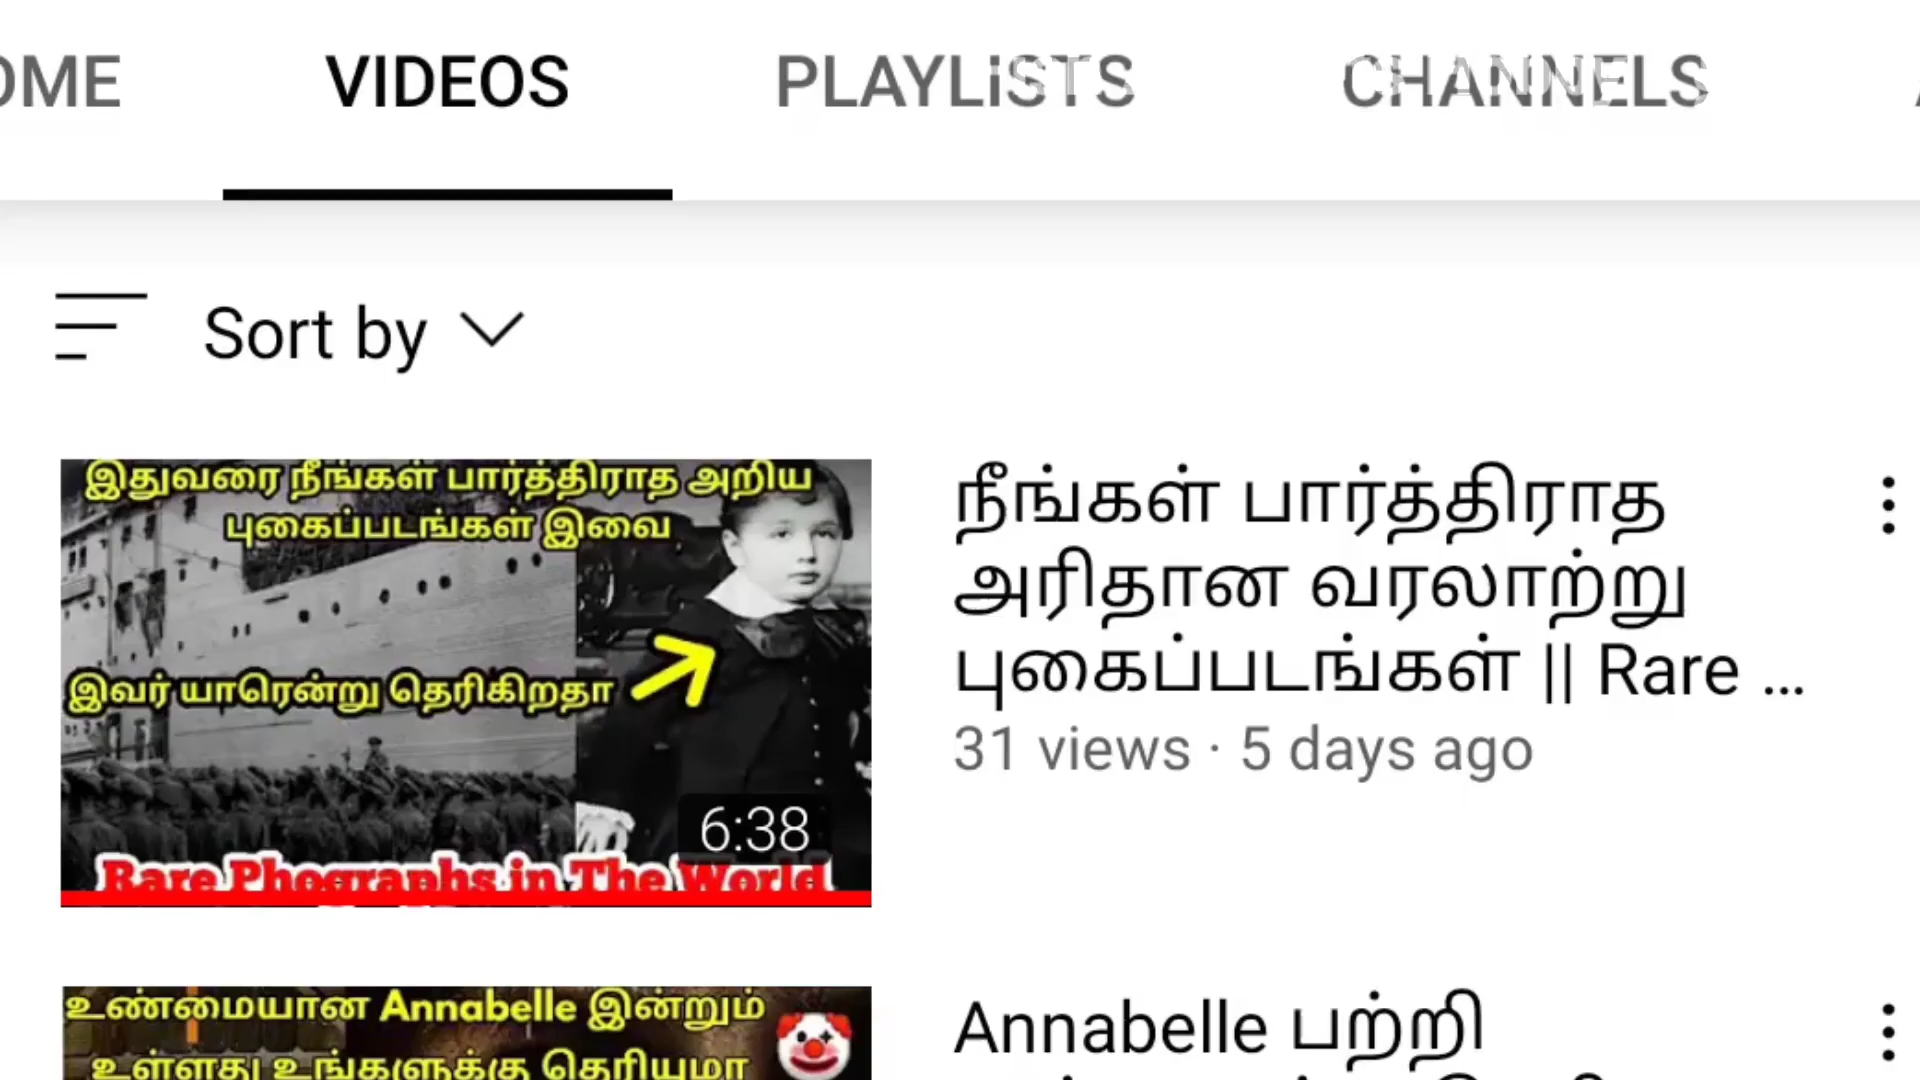 OME VIDEOS PLAYLISTS CHANNELS
Sort by
இதுவரை நீங்கள் பார்த்திராத அறிய
புகைப்படங்கள் இவை
இவர் யாரென்று தெரிகிறதா
6:38
Rare Phographs in The World
நீங்கள் பார்த்திராத
அரிதான வரலாற்று
புகைப்படங்கள் || Rare ...
31 views · 5 days ago
உண்மையான Annabelle இன்றும்
உள்ளது உங்களுக்கு தெரியுமா
Annabelle பற்றி